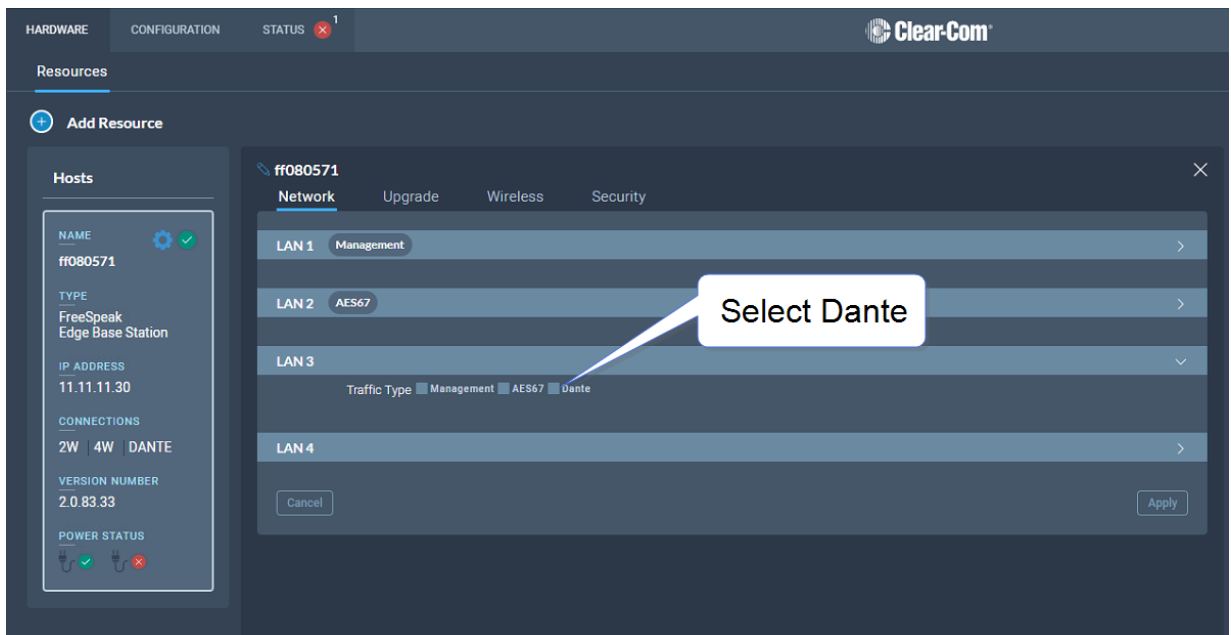 HARDWARE CONFIGURATION STATUS 1
Clear-Com
Resources
Add Resource
Hosts
NAME
ff080571
TYPE
FreeSpeak
Edge Base Station
IP ADDRESS
11.11.11.30
CONNECTIONS
2W 4W DANTE
VERSION NUMBER
2.0.83.33
POWER STATUS
ff080571
Network Upgrade Wireless Security
LAN 1 Management
LAN 2 AES67
Select Dante
LAN 3
Traffic Type Management AES67 Dante
LAN 4
Cancel Apply